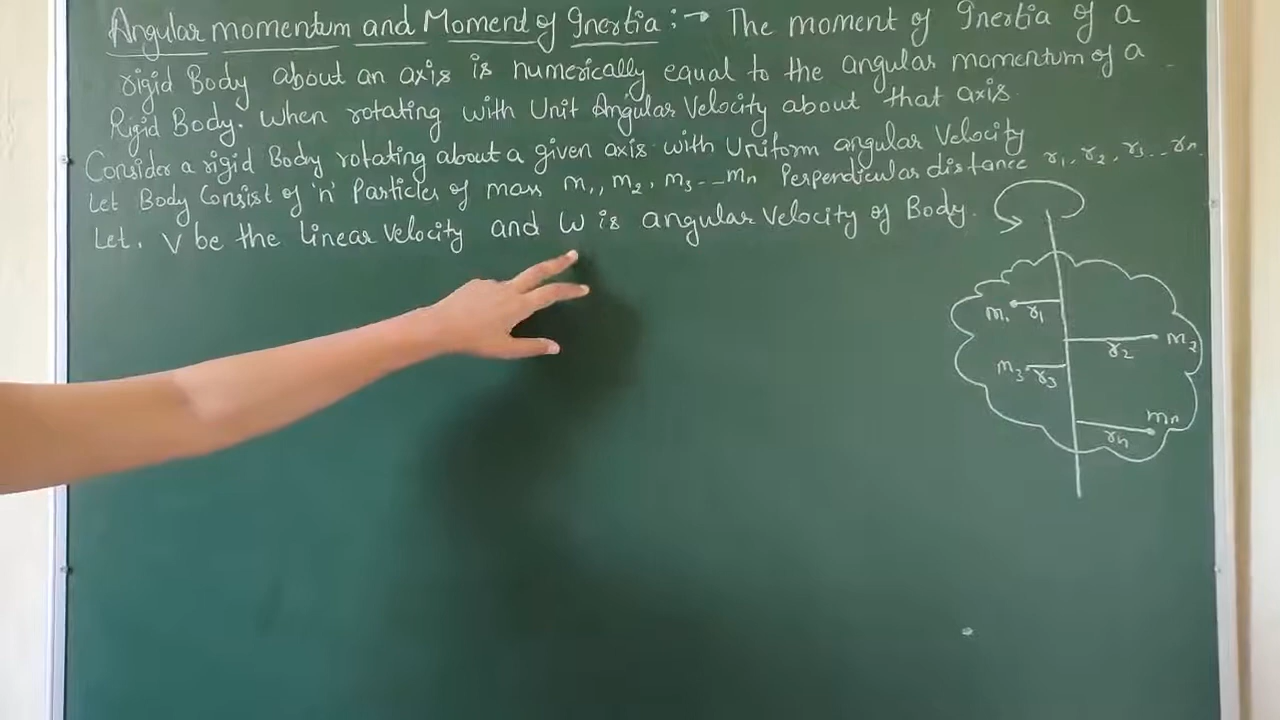 Angular momentum and Moment of Inertia :→ The moment of Inertia of a
rigid Body about an axis is numerically equal to the angular momentum of a
Rigid Body. When rotating with Unit Angular Velocity about that axis.
Consider a rigid Body rotating about a given axis with Uniform angular Velocity
Let Body Consist of 'n' Particles of mass m₁, m₂, m₃---mₙ Perpendicular distance r₁, r₂, r₃---rₙ.
Let. V be the linear Velocity and ω is angular Velocity of Body.
m₁ r₁
r₂ m₂
m₃ r₃
mₙ
rₙ